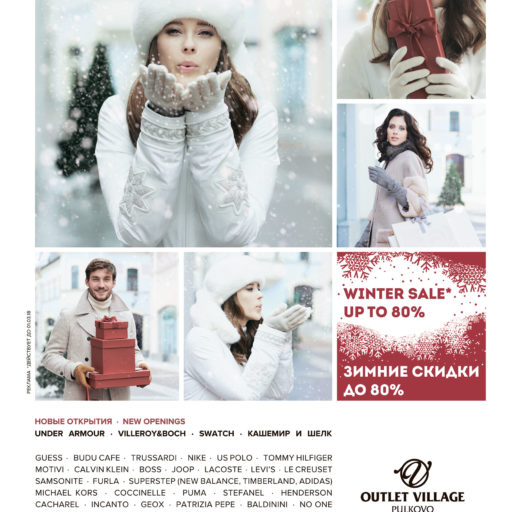 WINTER SALE*
UP TO 80%
ЗИМНИЕ СКИДКИ
ДО 80%
РЕКЛАМА *ДЕЙСТВУЕТ ДО 01.03.18
НОВЫЕ ОТКРЫТИЯ · NEW OPENINGS
UNDER ARMOUR · VILLEROY&BOCH · SWATCH · КАШЕМИР И ШЕЛК
GUESS · BUDU CAFE · TRUSSARDI · NIKE · US POLO · TOMMY HILFIGER
MOTIVI · CALVIN KLEIN · BOSS · JOOP · LACOSTE · LEVI'S · LE CREUSET
SAMSONITE · FURLA · SUPERSTEP (NEW BALANCE, TIMBERLAND, ADIDAS)
MICHAEL KORS · COCCINELLE · PUMA · STEFANEL · HENDERSON
CACHAREL · INCANTO · GEOX · PATRIZIA PEPE · BALDININI · NO ONE
OUTLET VILLAGE
PULKOVO